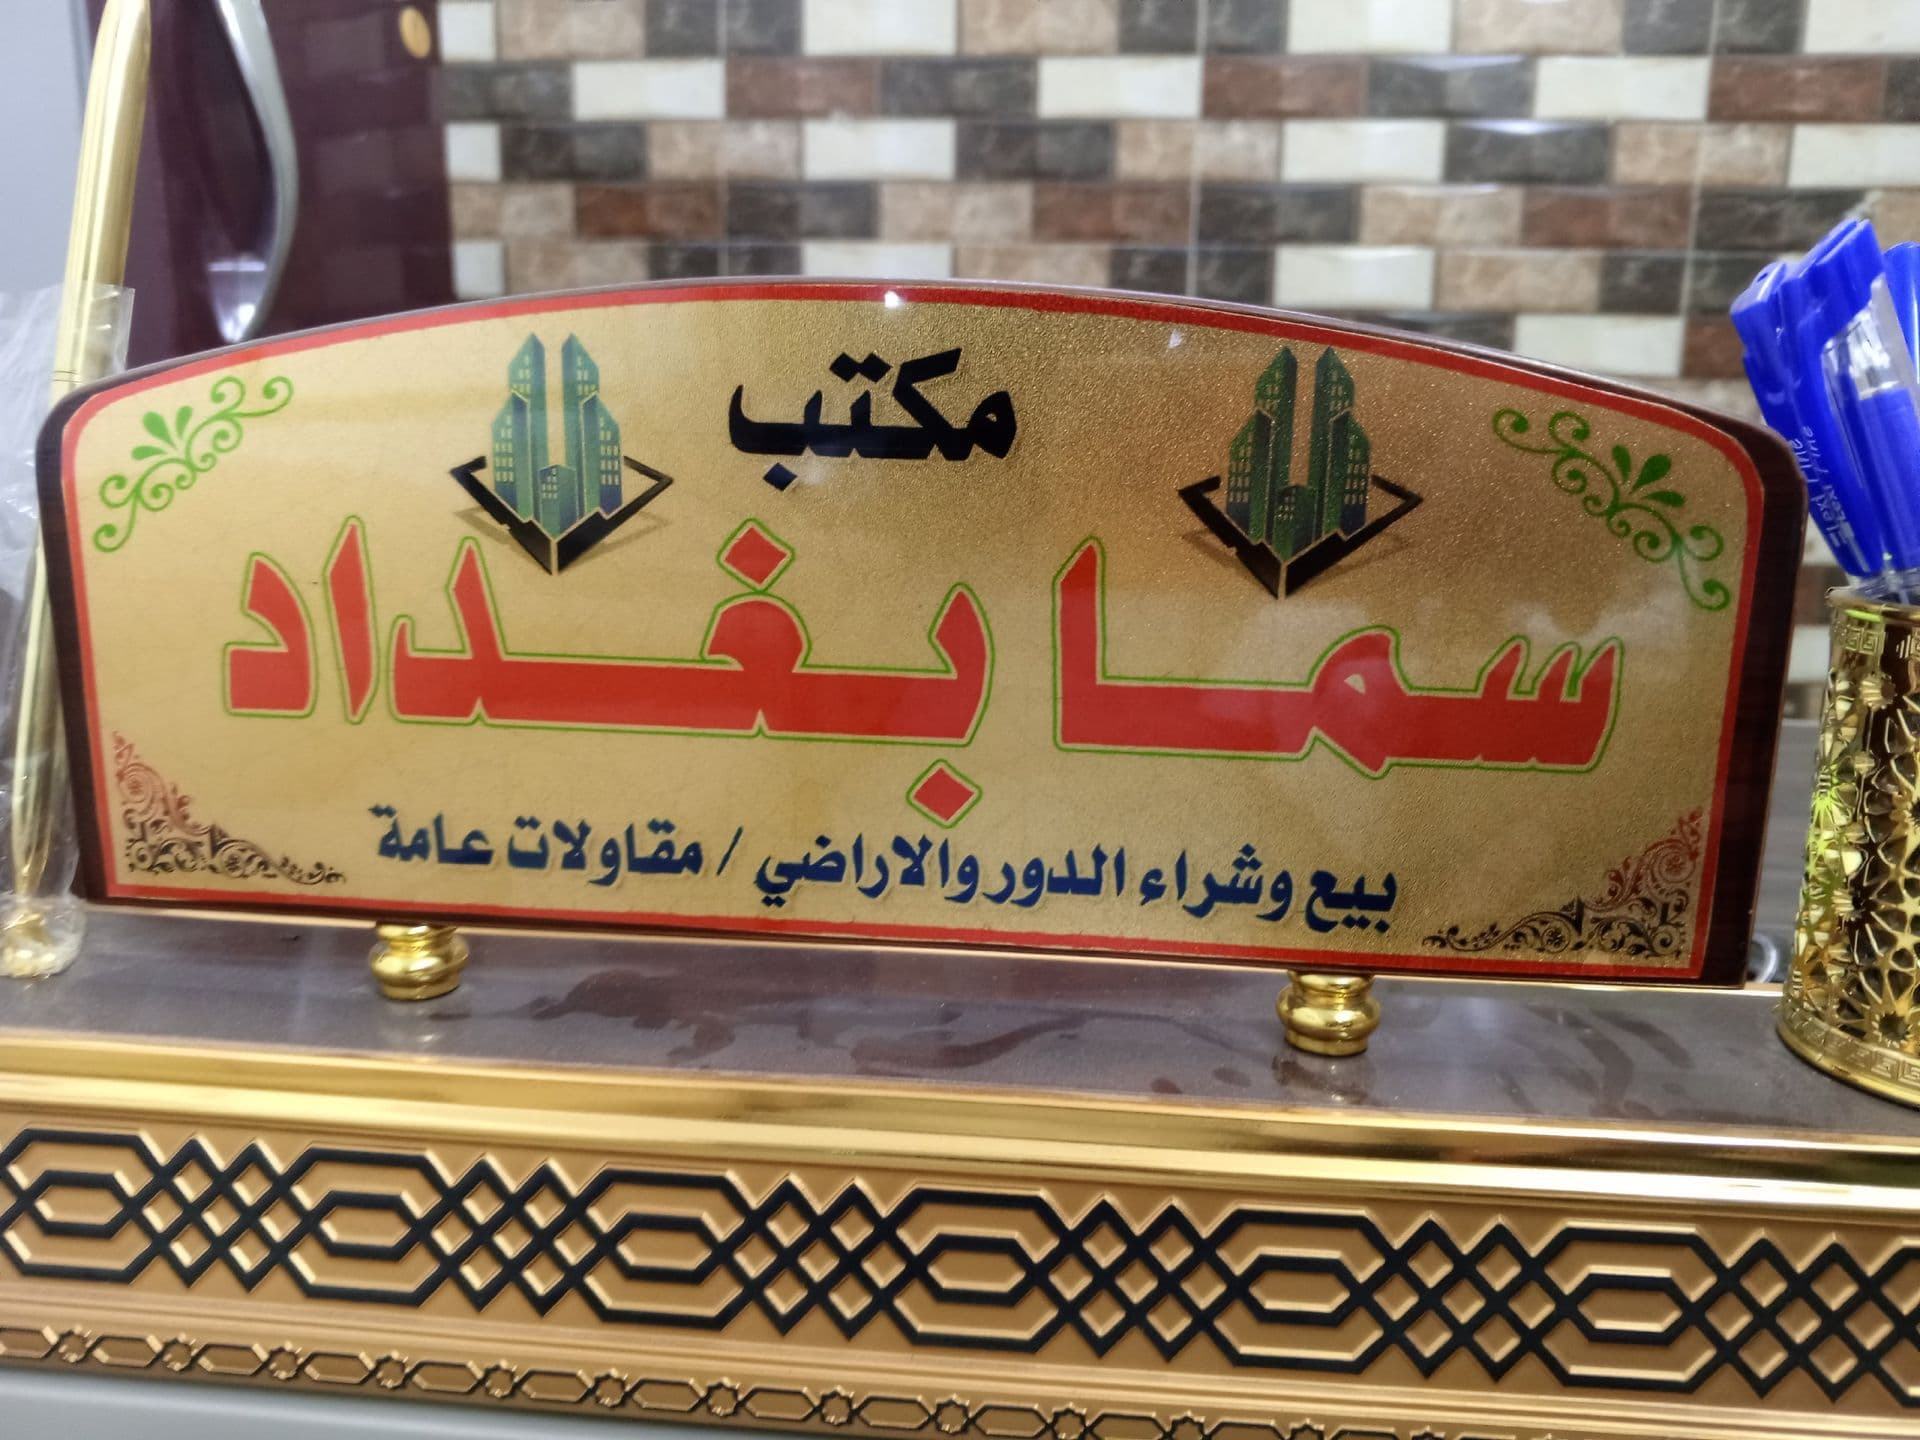 مكتب
سما بغداد
بيع وشراء الدور والاراضي / مقاولات عامة